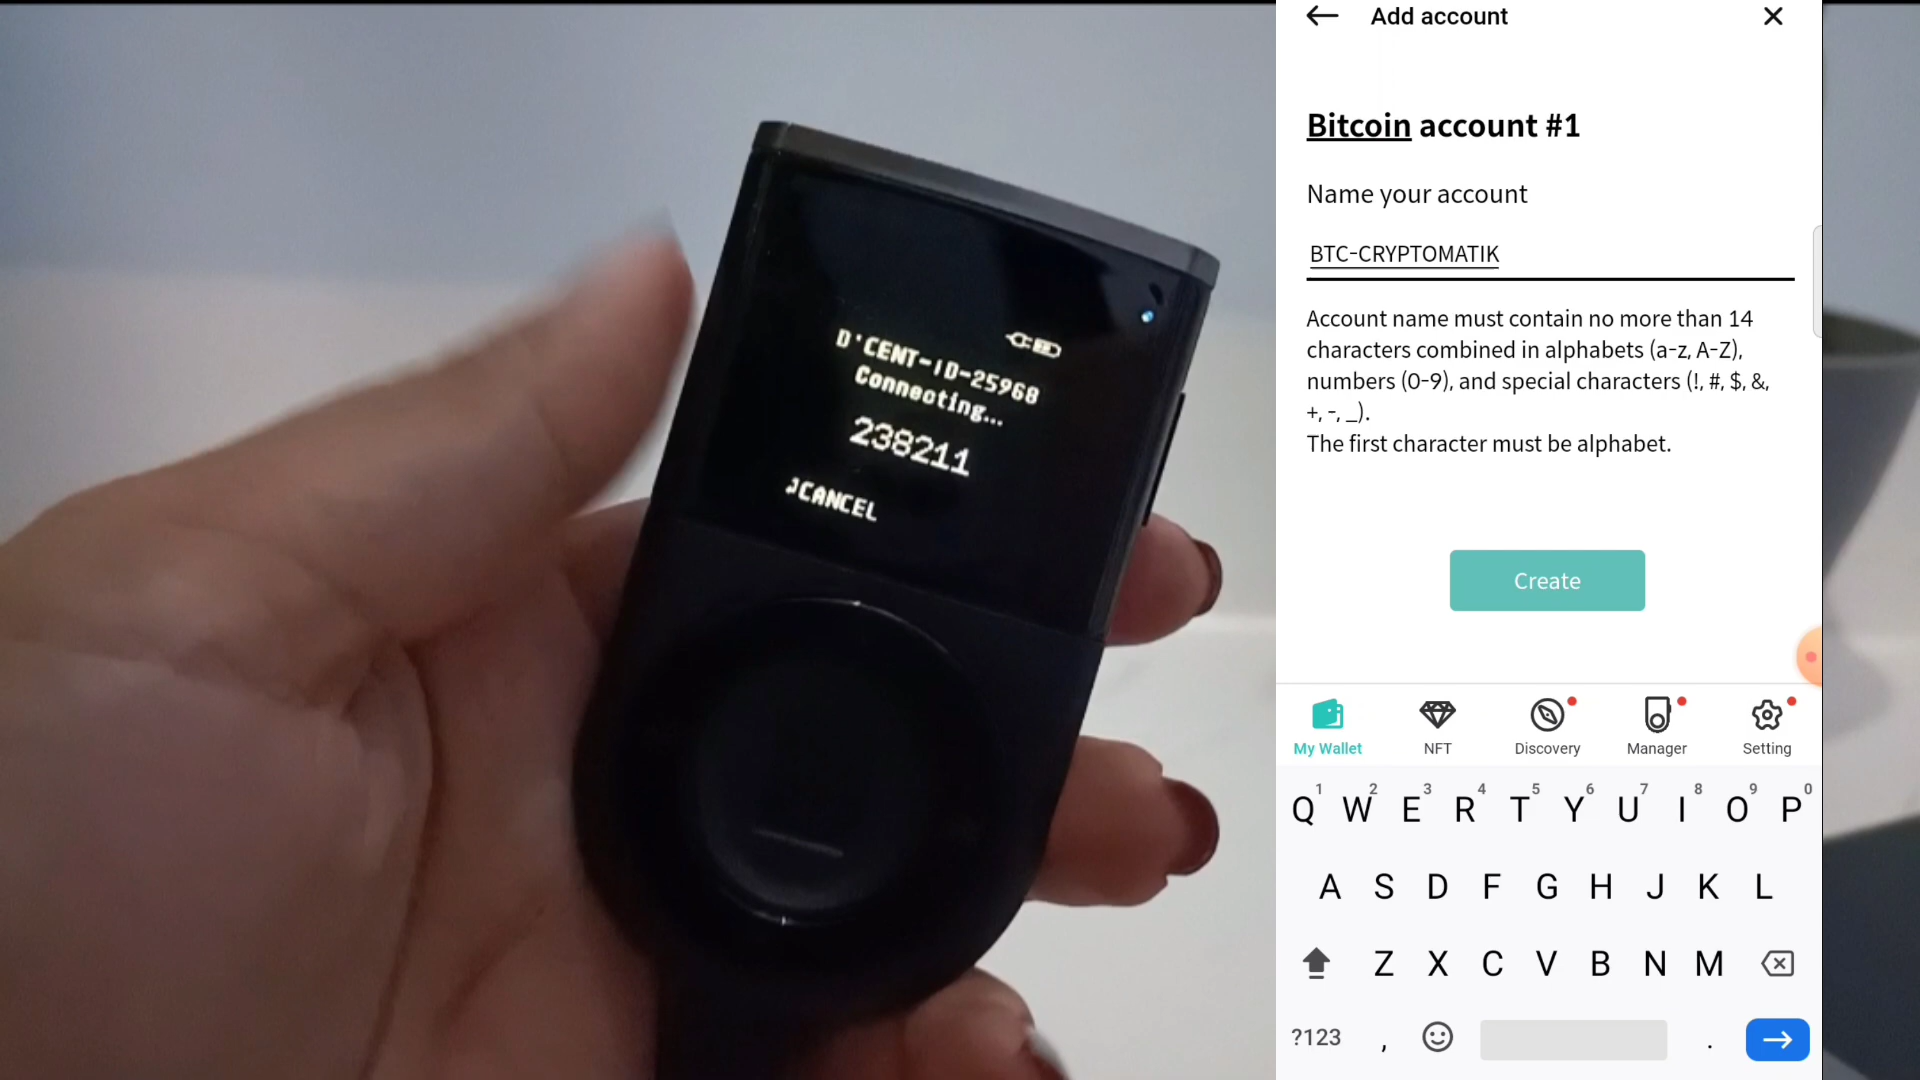 D'CENT-ID-25968
Connecting...
238211
CANCEL
Add account
Bitcoin account #1
Name your account
BTC-CRYPTOMATIK
Account name must contain no more than 14
characters combined in alphabets (a-z, A-Z),
numbers (0-9), and special characters (!, #, $, &,
+, -, _).
The first character must be alphabet.
Create
My Wallet NFT Discovery Manager Setting
1 2 3 4 5 6 7 8 9 0
Q W E R T Y U I O P
A S D F G H J K L
Z X C V B N M
?123 , .